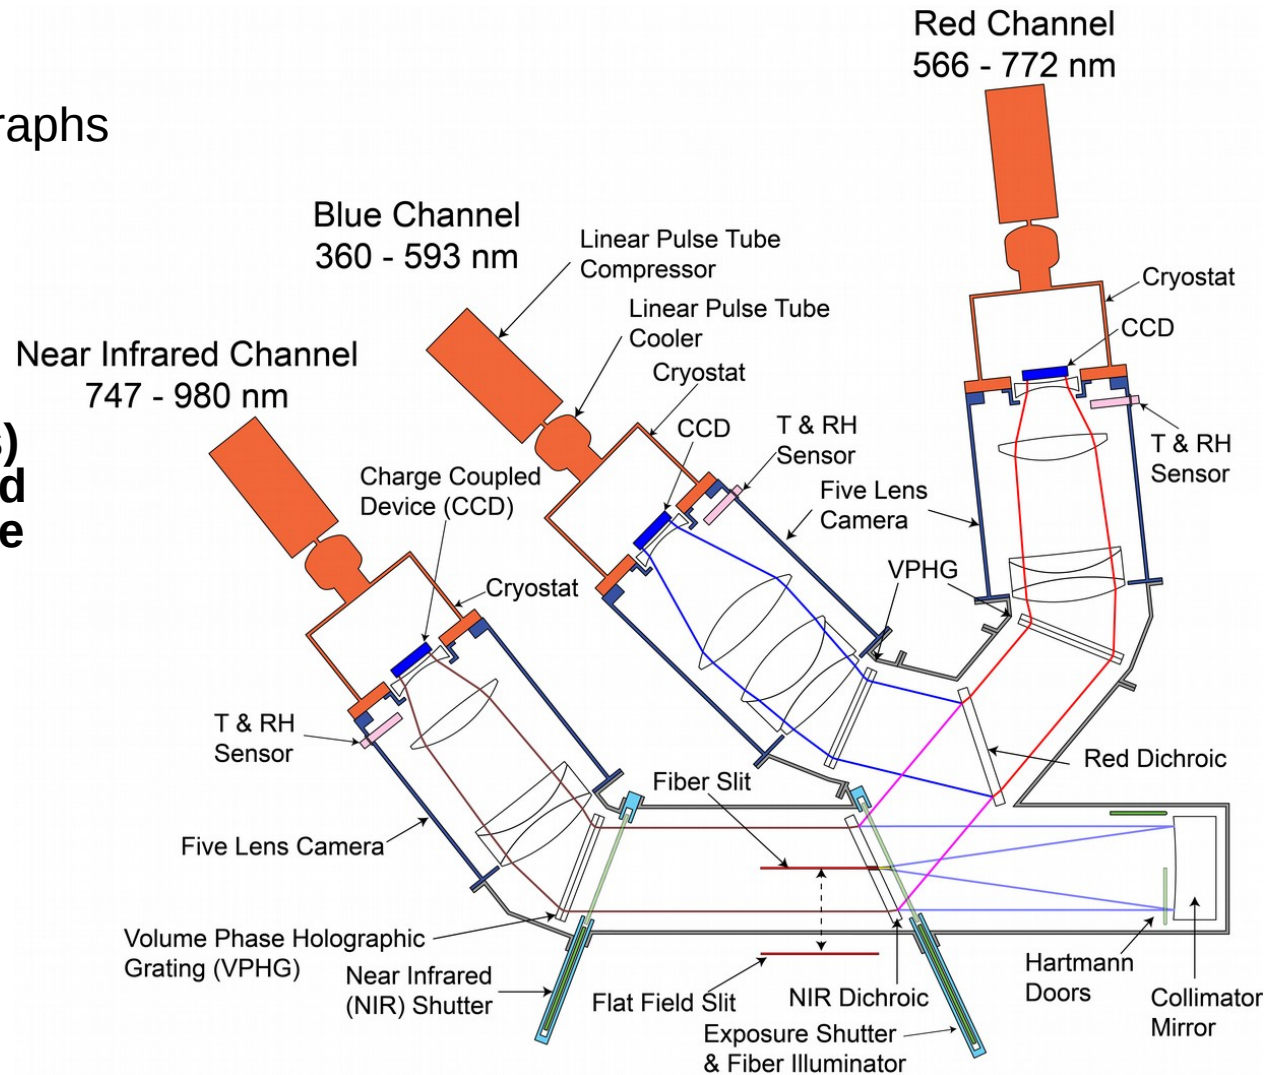 Red Channel
566 - 772 nm
raphs
Blue Channel
360 - 593 nm
Linear Pulse Tube
Compressor
Linear Pulse Tube
Cooler
Cryostat
CCD
Cryostat
CCD
T & RH
Sensor
Near Infrared Channel
747 - 980 nm
s)
d
e
Charge Coupled
Device (CCD)
T & RH
Sensor
Five Lens
Camera
VPHG
Cryostat
T & RH
Sensor
Five Lens Camera
Fiber Slit
Red Dichroic
Volume Phase Holographic
Grating (VPHG)
Near Infrared
(NIR) Shutter
Flat Field Slit
NIR Dichroic
Exposure Shutter
& Fiber Illuminator
Hartmann
Doors
Collimator
Mirror